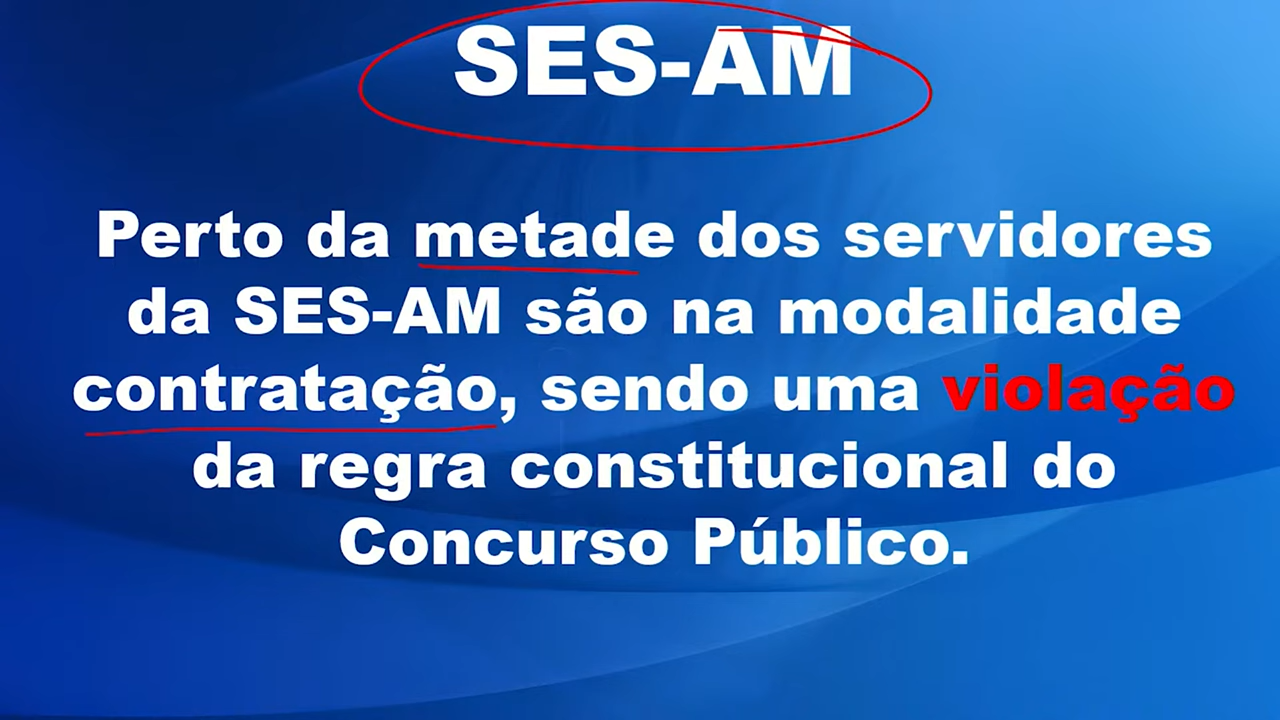 SES-AM
Perto da metade dos servidores
da SES-AM são na modalidade
contratação, sendo uma violação
da regra constitucional do
Concurso Público.